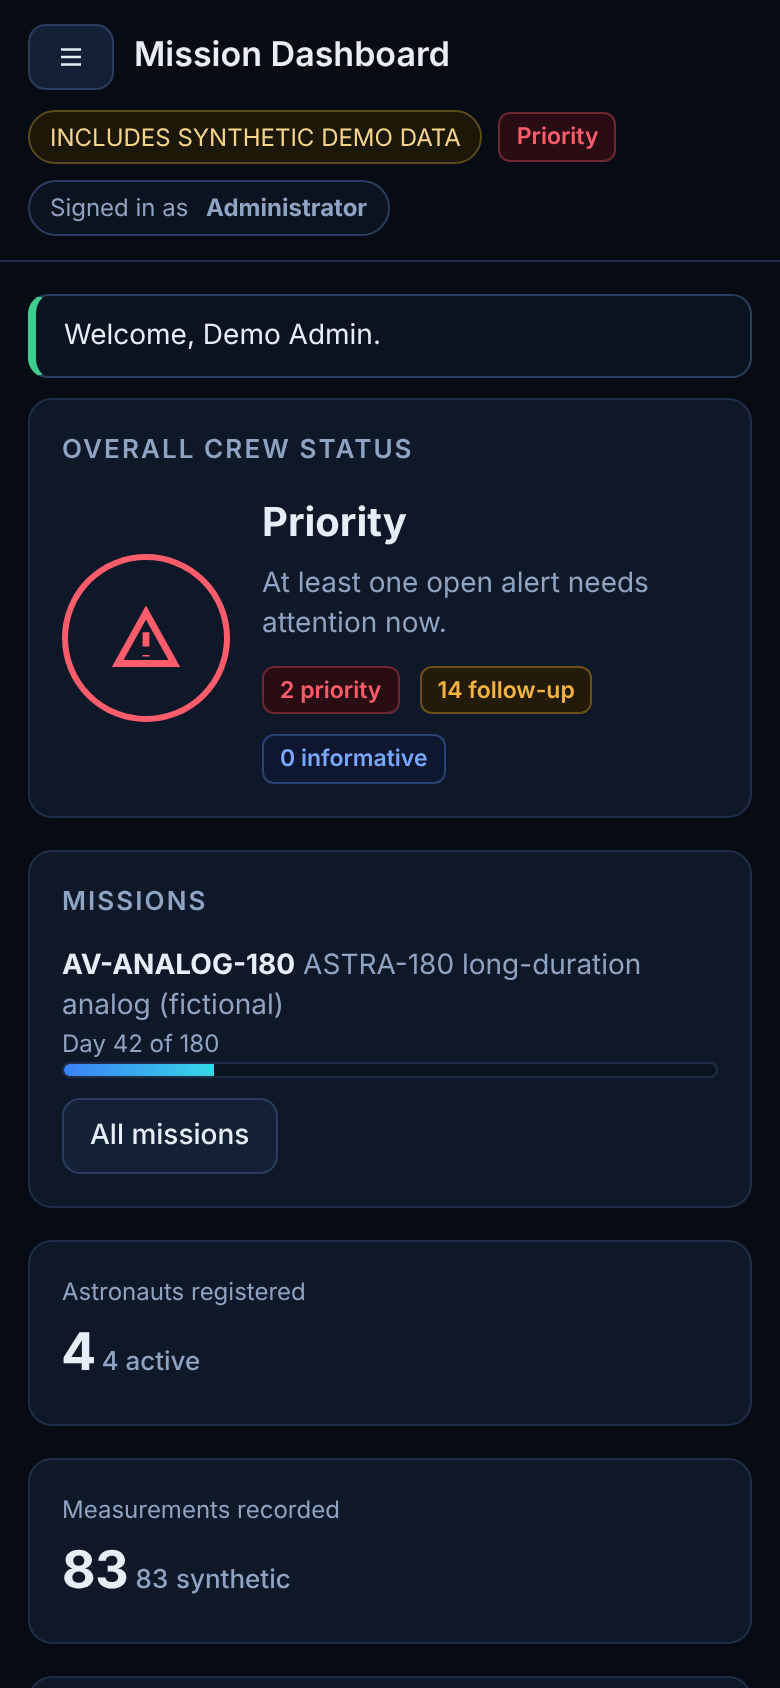 Mission Dashboard
INCLUDES SYNTHETIC DEMO DATA Priority
Signed in as Administrator
Welcome, Demo Admin.
OVERALL CREW STATUS
Priority
At least one open alert needs
attention now.
2 priority 14 follow-up
0 informative
MISSIONS
AV-ANALOG-180 ASTRA-180 long-duration
analog (fictional)
Day 42 of 180
All missions
Astronauts registered
4 4 active
Measurements recorded
83 83 synthetic